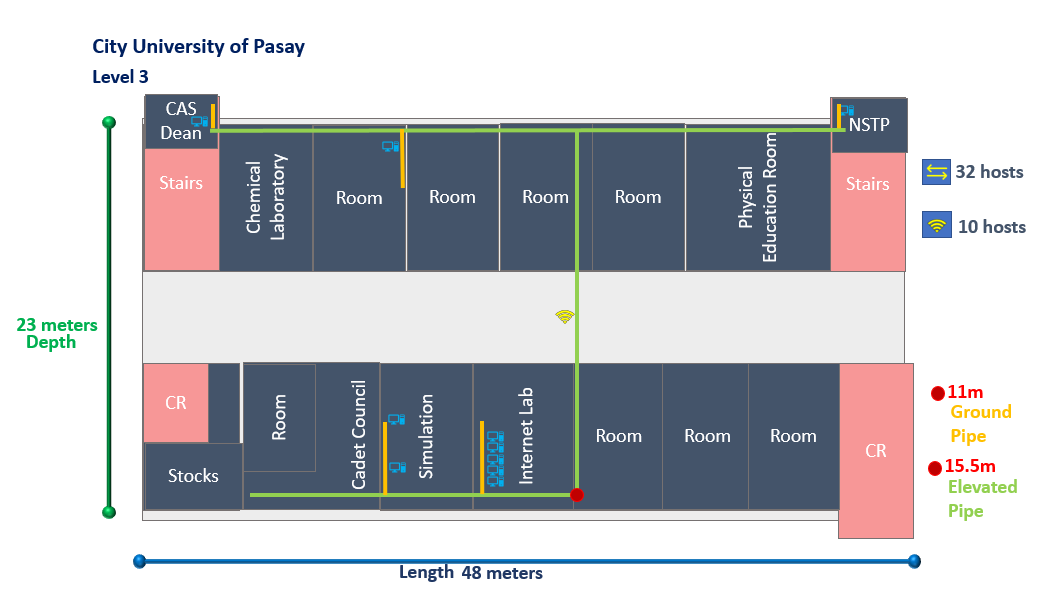 City University of Pasay
Level 3
CAS
Dean
NSTP
Stairs
Chemical
Laboratory
Room
Room
Room
Room
Physical
Education Room
Stairs
32 hosts
10 hosts
23 meters
Depth
CR
Room
Cadet Council
Simulation
Internet Lab
Room
Room
Room
CR
Stocks
11m
Ground
Pipe
15.5m
Elevated
Pipe
Length 48 meters